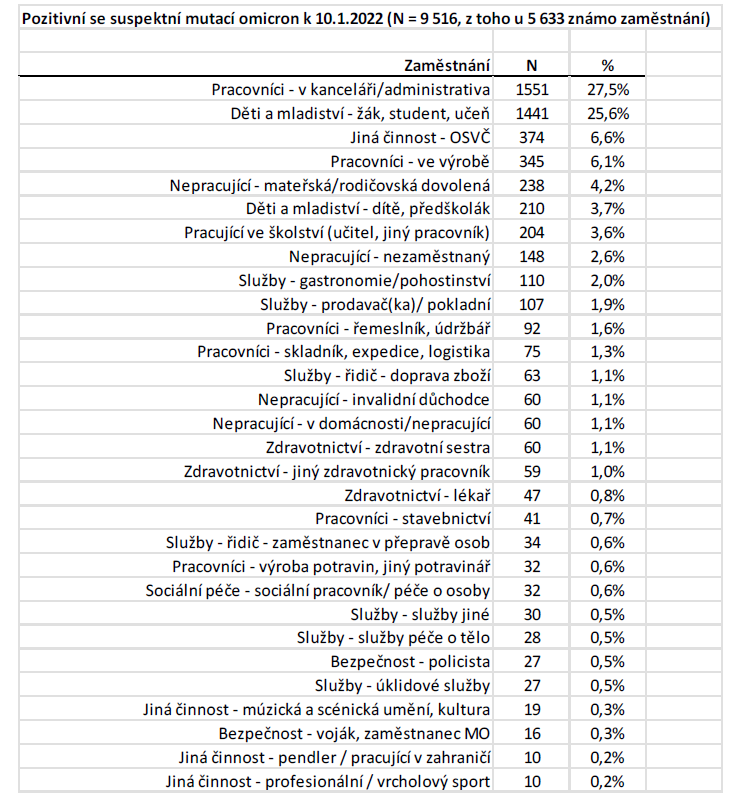 Pozitivní se suspektní mutací omicron k 10.1.2022 (N = 9 516, z toho u 5 633 známo zaměstnání)
Zaměstnání N %
Pracovníci - v kanceláři/administrativa 1551 27,5%
Děti a mladiství - žák, student, učeň 1441 25,6%
Jiná činnost - OSVČ 374 6,6%
Pracovníci - ve výrobě 345 6,1%
Nepracující - mateřská/rodičovská dovolená 238 4,2%
Děti a mladiství - dítě, předškolák 210 3,7%
Pracující ve školství (učitel, jiný pracovník) 204 3,6%
Nepracující - nezaměstnaný 148 2,6%
Služby - gastronomie/pohostinství 110 2,0%
Služby - prodavač(ka)/ pokladní 107 1,9%
Pracovníci - řemeslník, údržbář 92 1,6%
Pracovníci - skladník, expedice, logistika 75 1,3%
Služby - řidič - doprava zboží 63 1,1%
Nepracující - invalidní důchodce 60 1,1%
Nepracující - v domácnosti/nepracující 60 1,1%
Zdravotnictví - zdravotní sestra 60 1,1%
Zdravotnictví - jiný zdravotnický pracovník 59 1,0%
Zdravotnictví - lékař 47 0,8%
Pracovníci - stavebnictví 41 0,7%
Služby - řidič - zaměstnanec v přepravě osob 34 0,6%
Pracovníci - výroba potravin, jiný potravinář 32 0,6%
Sociální péče - sociální pracovník/ péče o osoby 32 0,6%
Služby - služby jiné 30 0,5%
Služby - služby péče o tělo 28 0,5%
Bezpečnost - policista 27 0,5%
Služby - úklidové služby 27 0,5%
Jiná činnost - múzická a scénická umění, kultura 19 0,3%
Bezpečnost - voják, zaměstnanec MO 16 0,3%
Jiná činnost - pendler / pracující v zahraničí 10 0,2%
Jiná činnost - profesionální / vrcholový sport 10 0,2%